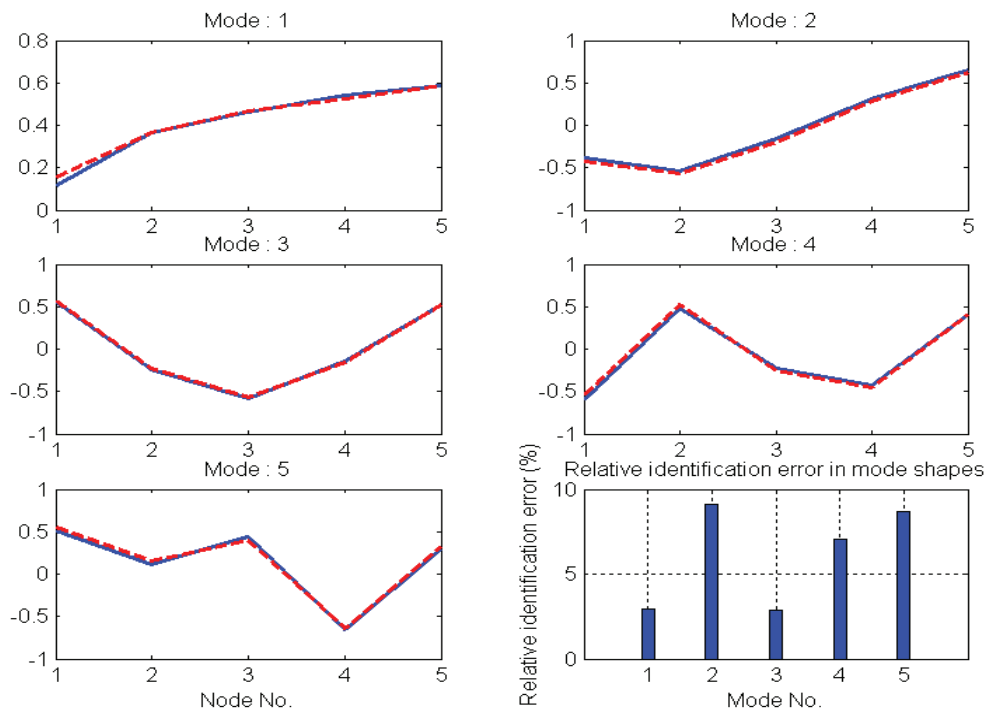 Mode : 1
0.8
0.6
0.4
0.2
0
1 2 3 4 5
Mode : 2
1
0.5
0
-0.5
-1
1 2 3 4 5
Mode : 3
1
0.5
0
-0.5
-1
1 2 3 4 5
Mode : 4
1
0.5
0
-0.5
-1
1 2 3 4 5
Mode : 5
1
0.5
0
-0.5
-1
1 2 3 4 5
Node No.
Relative identification error in mode shapes
Relative identification error (%)
10
5
0
1 2 3 4 5
Mode No.